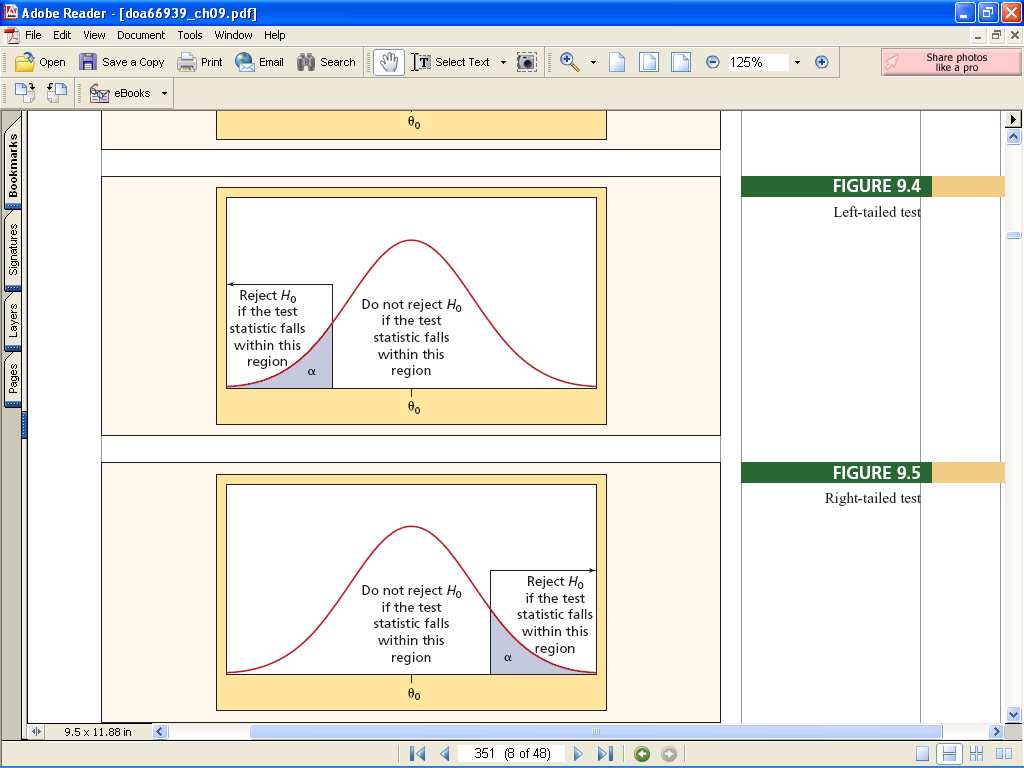 Adobe Reader - [doa66939_ch09.pdf]
File Edit View Document Tools Window Help
Open Save a Copy Print Email Search Select Text 125% Share photos like a pro
eBooks
Bookmarks
Signatures
Layers
Pages
θ0
FIGURE 9.4
Left-tailed test
Reject H0
if the test
statistic falls
within this
region
α
Do not reject H0
if the test
statistic falls
within this
region
θ0
FIGURE 9.5
Right-tailed test
Do not reject H0
if the test
statistic falls
within this
region
Reject H0
if the test
statistic falls
within this
region
α
θ0
9.5 x 11.88 in
351 (8 of 48)